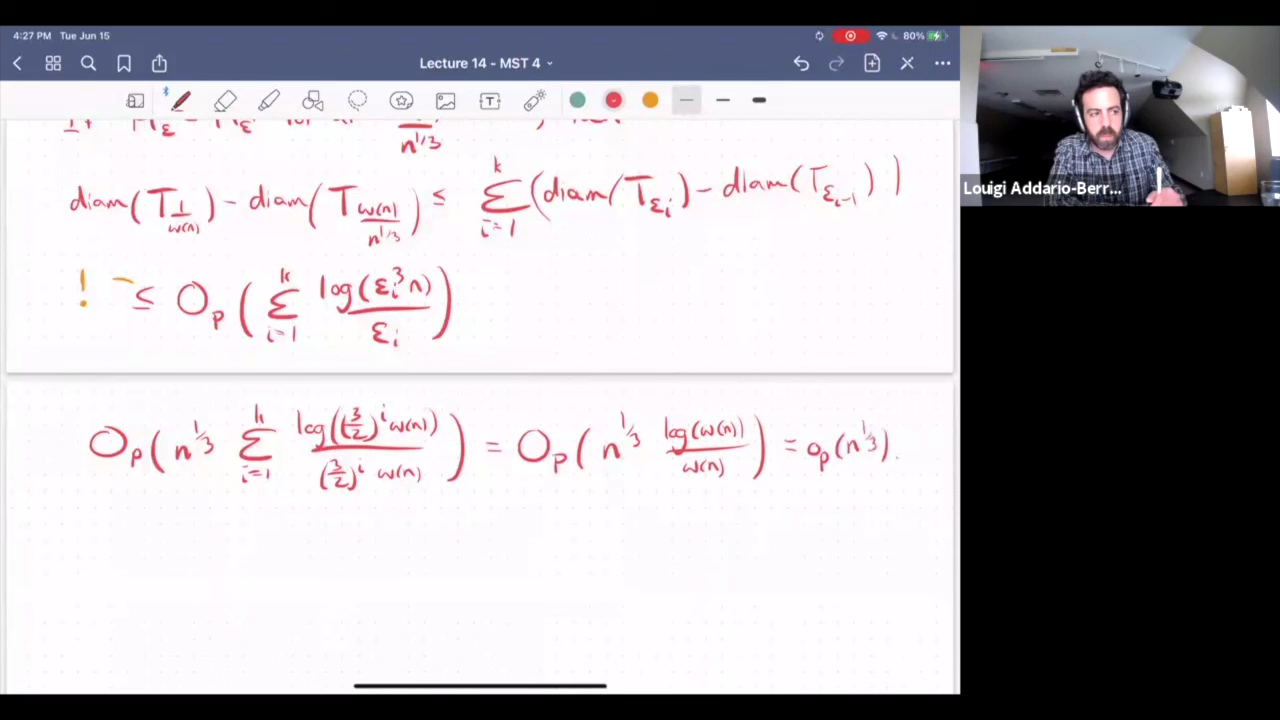 4:27 PM Tue Jun 15
80%
Lecture 14 - MST 4
n^{1/3}
diam(T_{1/ω(n)}) - diam(T_{ω(n)/n^{1/3}}) ≤ Σ_{i=1}^{k} (diam(T_{ε_i}) - diam(T_{ε_{i-1}}))
! ≤ O_p(Σ_{i=1}^{k} log(ε_i^3 n)/ε_i)
O_p(n^{1/3} Σ_{i=1}^{k} log((3/2)^i ω(n))/((3/2)^i ω(n))) = O_p(n^{1/3} log(ω(n))/ω(n)) = o_p(n^{1/3}).
Louigi Addario-Berr...